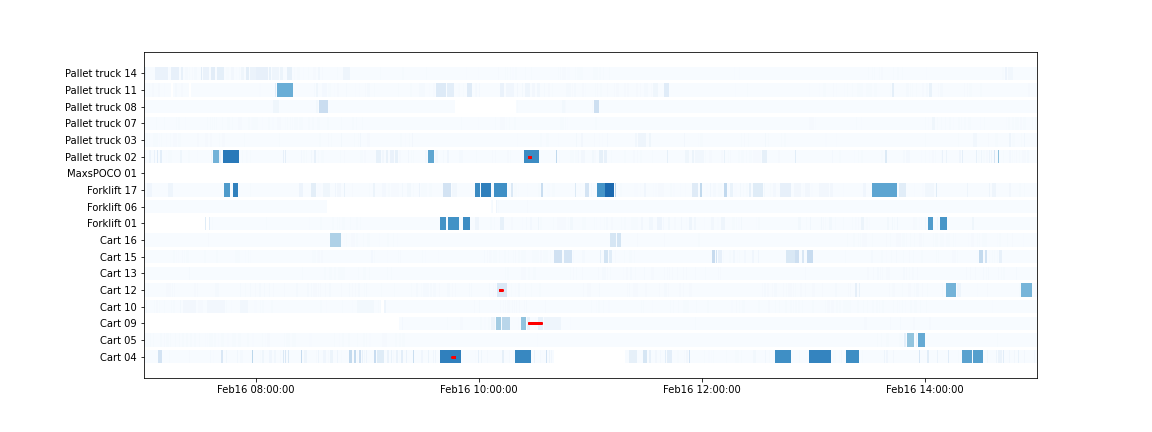 Pallet truck 14
Pallet truck 11
Pallet truck 08
Pallet truck 07
Pallet truck 03
Pallet truck 02
MaxsPOCO 01
Forklift 17
Forklift 06
Forklift 01
Cart 16
Cart 15
Cart 13
Cart 12
Cart 10
Cart 09
Cart 05
Cart 04
Feb16 08:00:00 Feb16 10:00:00 Feb16 12:00:00 Feb16 14:00:00